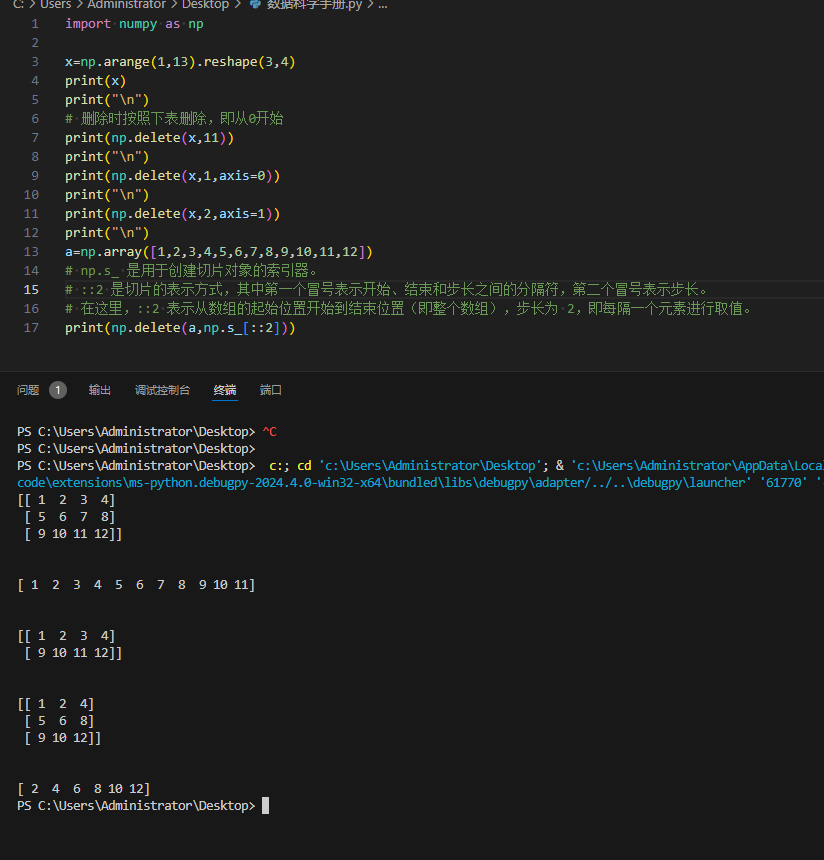 C: > Users > Administrator > Desktop > 数据科学手册.py > ...
1 import numpy as np
2
3 x=np.arange(1,13).reshape(3,4)
4 print(x)
5 print("\n")
6 # 删除时按照下表删除，即从0开始
7 print(np.delete(x,11))
8 print("\n")
9 print(np.delete(x,1,axis=0))
10 print("\n")
11 print(np.delete(x,2,axis=1))
12 print("\n")
13 a=np.array([1,2,3,4,5,6,7,8,9,10,11,12])
14 # np.s_ 是用于创建切片对象的索引器。
15 # ::2 是切片的表示方式，其中第一个冒号表示开始、结束和步长之间的分隔符，第二个冒号表示步长。
16 # 在这里，::2 表示从数组的起始位置开始到结束位置（即整个数组），步长为 2，即每隔一个元素进行取值。
17 print(np.delete(a,np.s_[::2]))
问题 1 输出 调试控制台 终端 端口
PS C:\Users\Administrator\Desktop> ^C
PS C:\Users\Administrator\Desktop>
PS C:\Users\Administrator\Desktop>  c:; cd 'c:\Users\Administrator\Desktop'; & 'c:\Users\Administrator\AppData\Loca
code\extensions\ms-python.debugpy-2024.4.0-win32-x64\bundled\libs\debugpy\adapter/../..\debugpy\launcher' '61770' '
[[ 1  2  3  4]
 [ 5  6  7  8]
 [ 9 10 11 12]]
[ 1  2  3  4  5  6  7  8  9 10 11]
[[ 1  2  3  4]
 [ 9 10 11 12]]
[[ 1  2  4]
 [ 5  6  8]
 [ 9 10 12]]
[ 2  4  6  8 10 12]
PS C:\Users\Administrator\Desktop>